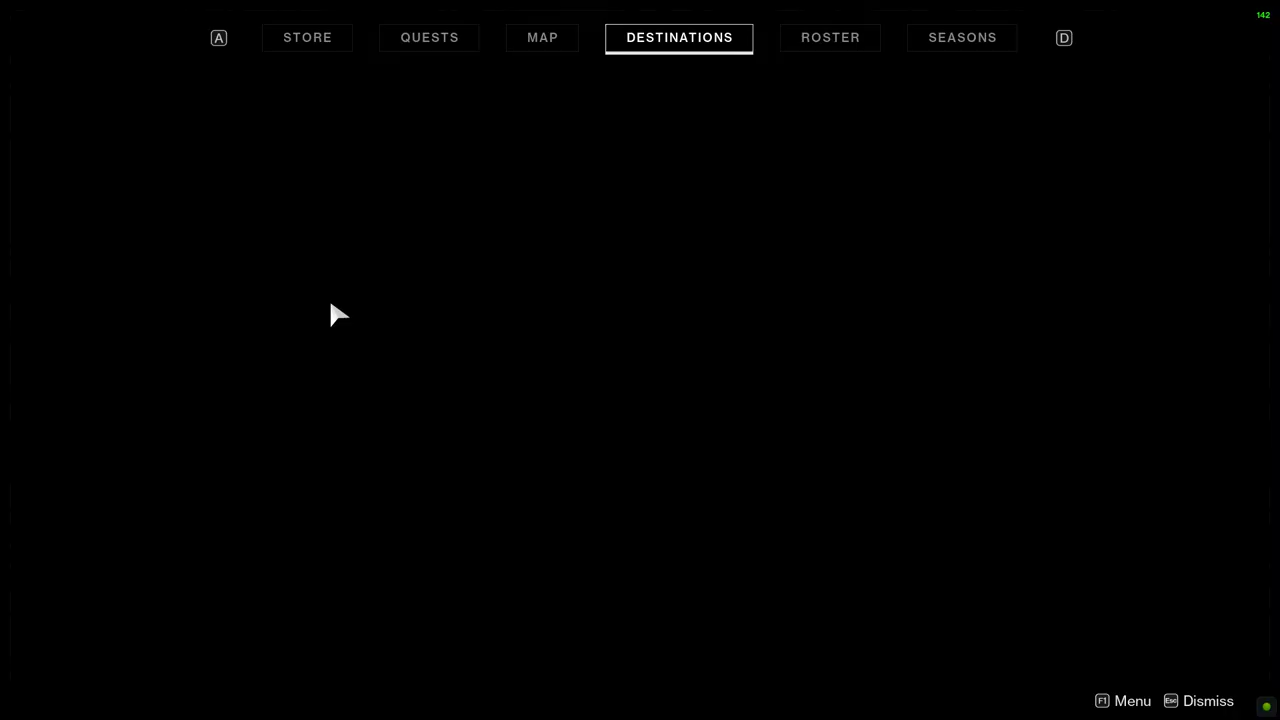 142
A STORE QUESTS MAP DESTINATIONS ROSTER SEASONS D
F1 Menu Esc Dismiss